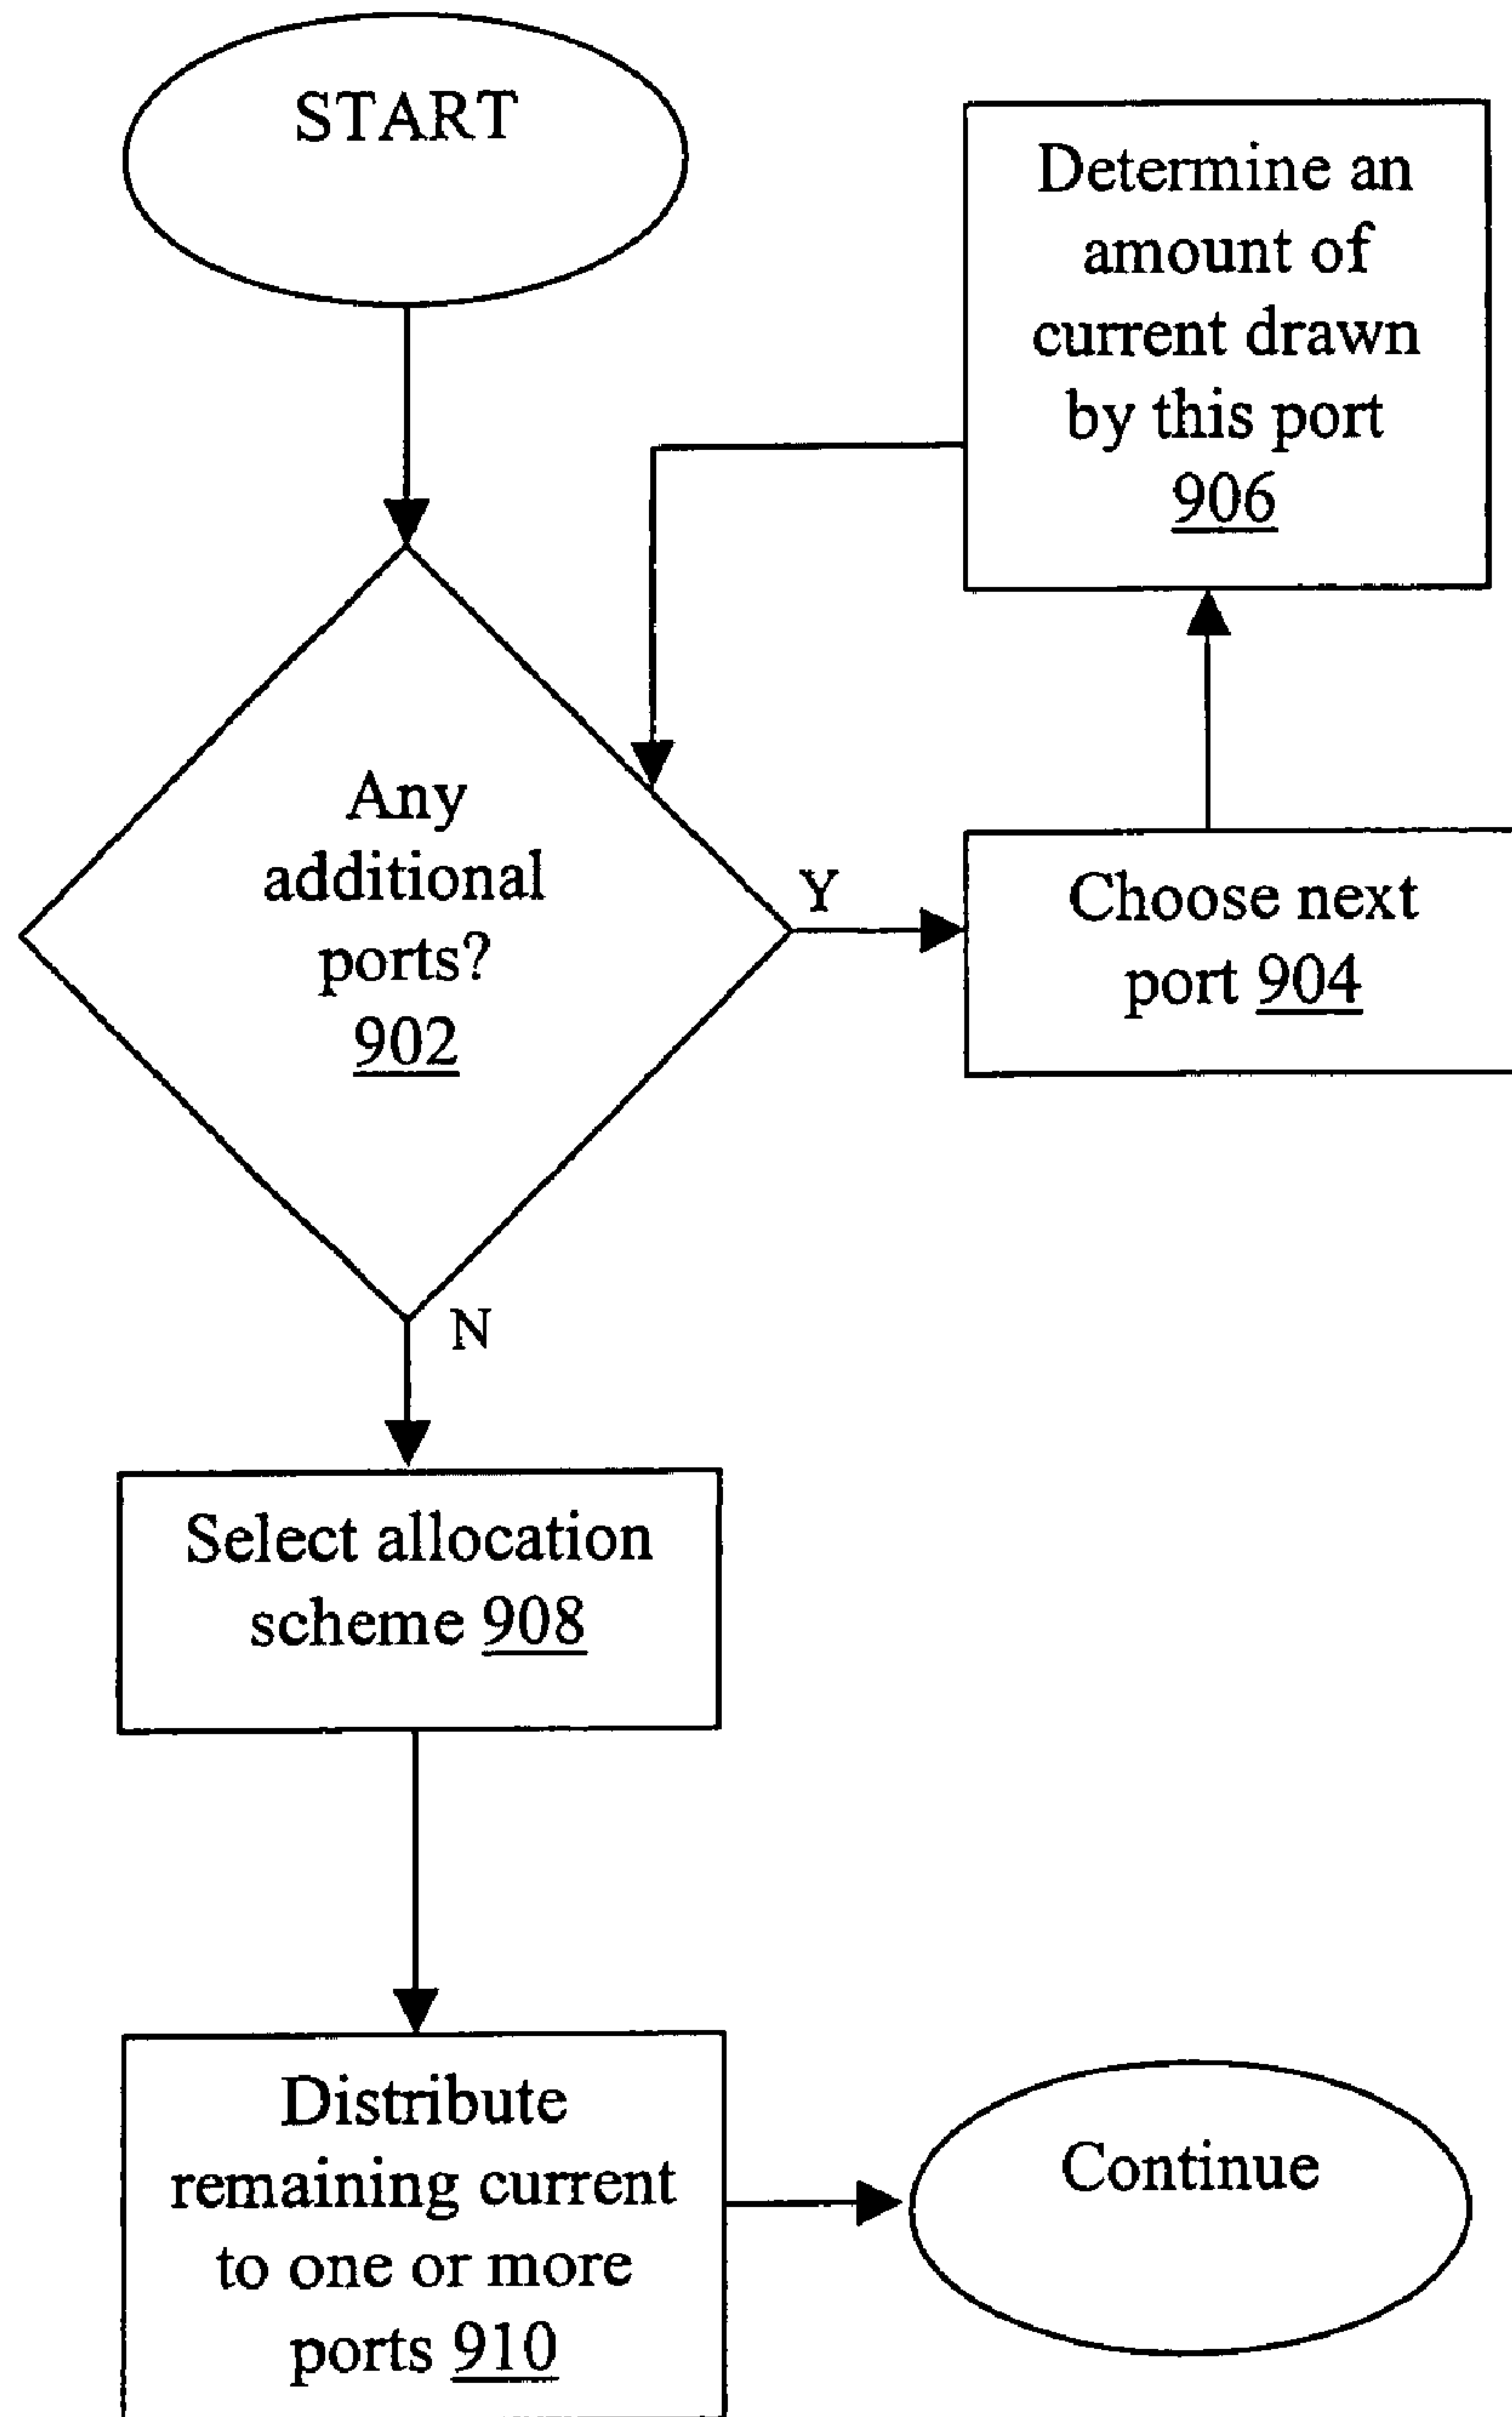 START
Determine an
amount of
current drawn
by this port
906
Any
additional
ports?
902
Y
Choose next
port 904
N
Select allocation
scheme 908
Distribute
remaining current
to one or more
ports 910
Continue